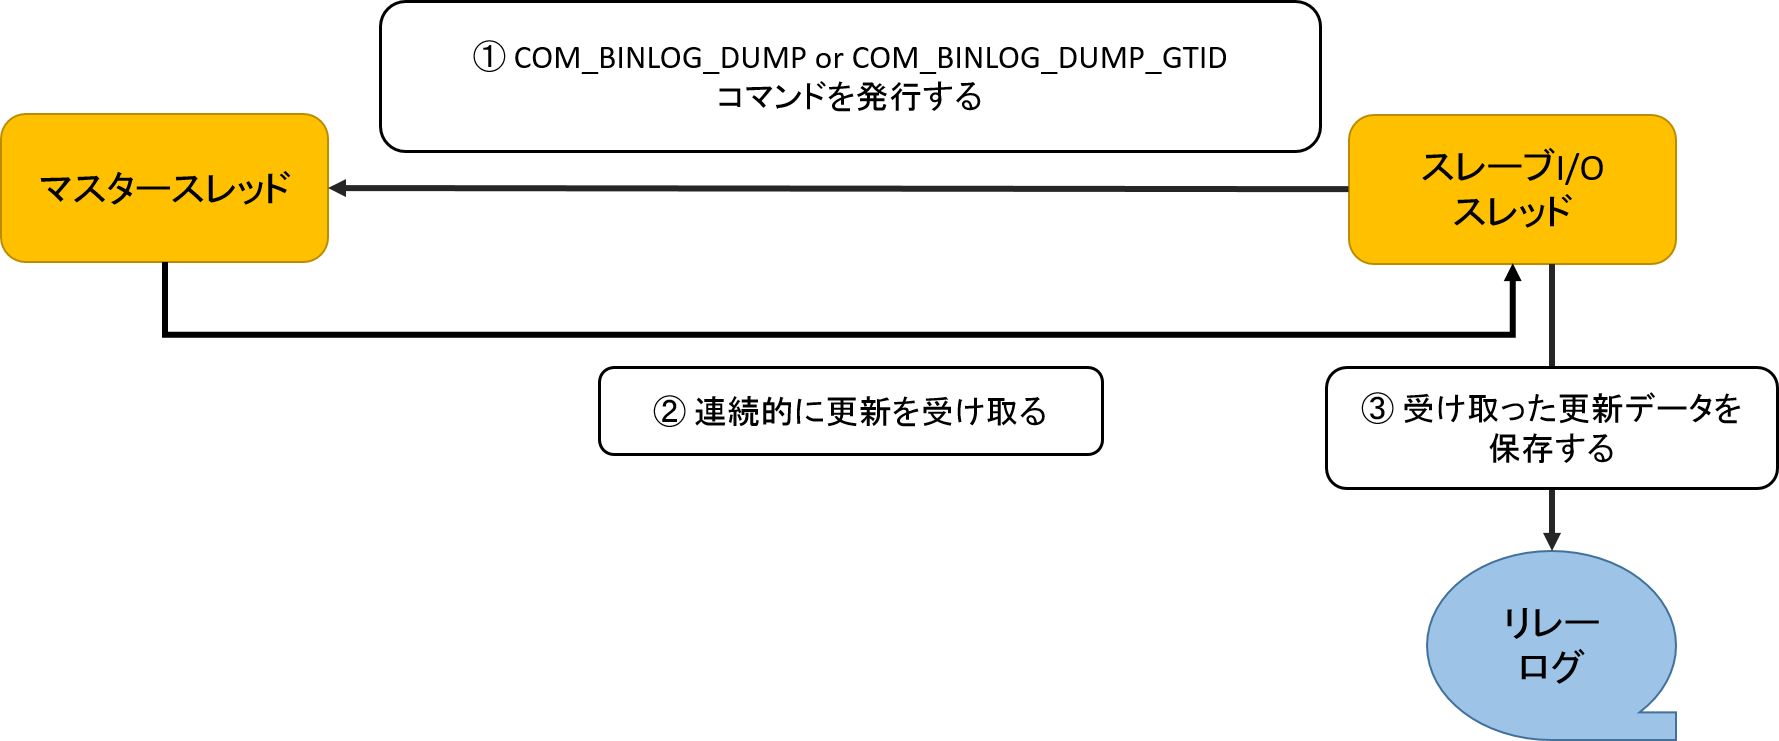 ① COM_BINLOG_DUMP or COM_BINLOG_DUMP_GTID
コマンドを発行する
マスタースレッド
スレーブI/O
スレッド
② 連続的に更新を受け取る
③ 受け取った更新データを
保存する
リレー
ログ